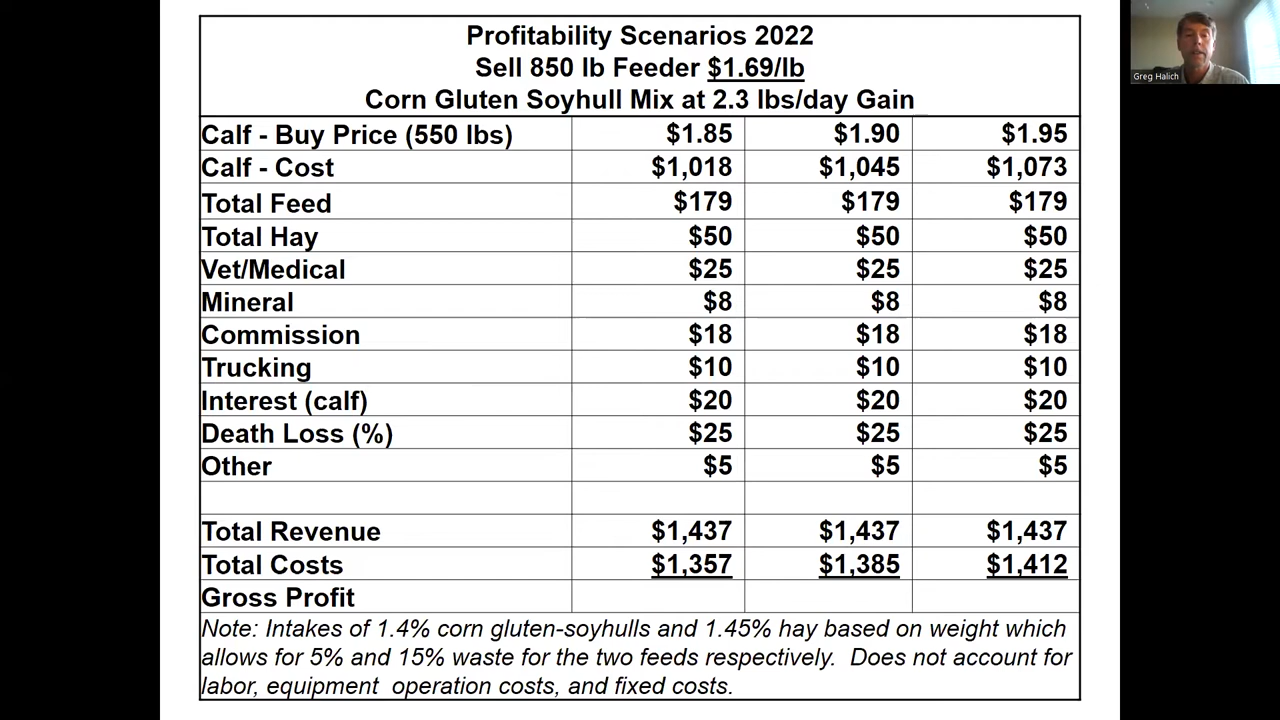 Profitability Scenarios 2022
Sell 850 lb Feeder $1.69/lb
Corn Gluten Soyhull Mix at 2.3 lbs/day Gain
Calf - Buy Price (550 lbs) $1.85 $1.90 $1.95
Calf - Cost $1,018 $1,045 $1,073
Total Feed $179 $179 $179
Total Hay $50 $50 $50
Vet/Medical $25 $25 $25
Mineral $8 $8 $8
Commission $18 $18 $18
Trucking $10 $10 $10
Interest (calf) $20 $20 $20
Death Loss (%) $25 $25 $25
Other $5 $5 $5
Total Revenue $1,437 $1,437 $1,437
Total Costs $1,357 $1,385 $1,412
Gross Profit
Note: Intakes of 1.4% corn gluten-soyhulls and 1.45% hay based on weight which
allows for 5% and 15% waste for the two feeds respectively. Does not account for
labor, equipment operation costs, and fixed costs.
Greg Halich